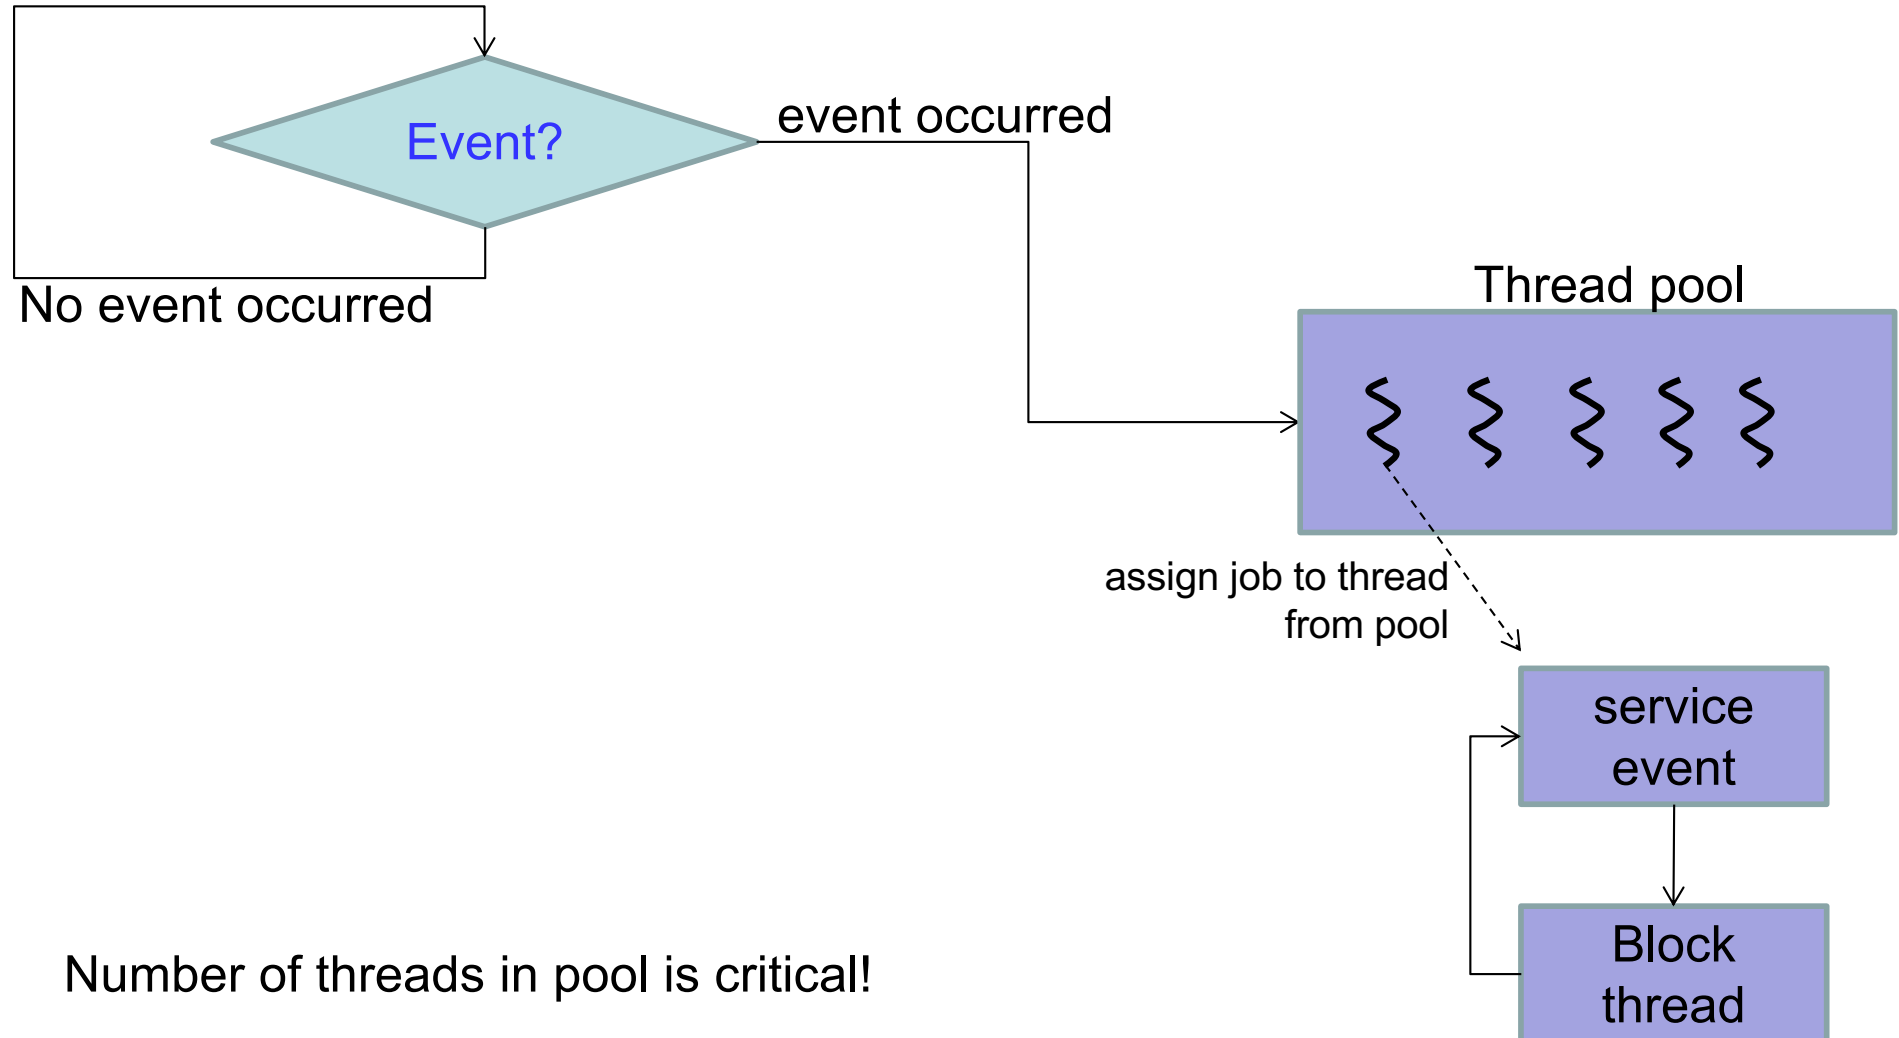 event occurred
Event?
No event occurred
Thread pool
assign job to thread
from pool
service
event
Block
thread
Number of threads in pool is critical!